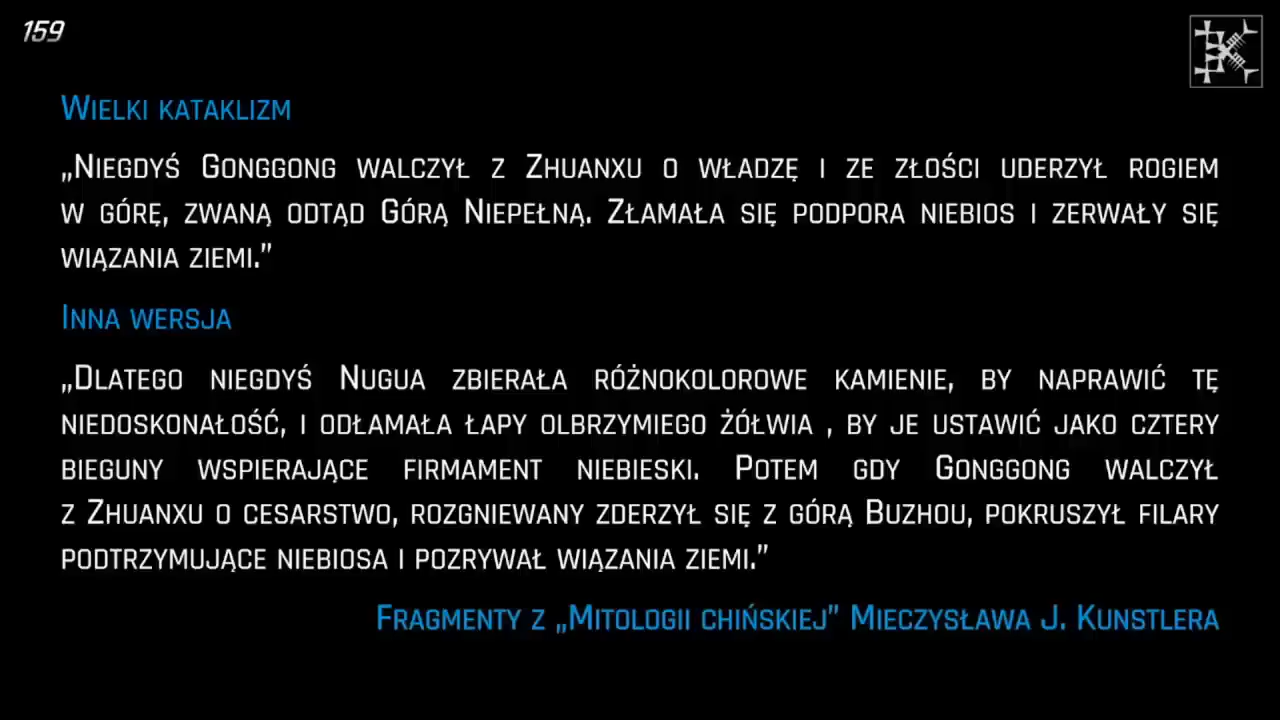 159
Wielki kataklizm
„Niegdyś Gonggong walczył z Zhuanxu o władzę i ze złości uderzył rogiem
w górę, zwaną odtąd Górą Niepełną. Złamała się podpora niebios i zerwały się
wiązania ziemi.”
Inna wersja
„Dlatego niegdyś Nugua zbierała różnokolorowe kamienie, by naprawić tę
niedoskonałość, i odłamała łapy olbrzymiego żółwia , by je ustawić jako cztery
bieguny wspierające firmament niebieski. Potem gdy Gonggong walczył
z Zhuanxu o cesarstwo, rozgniewany zderzył się z górą Buzhou, pokruszył filary
podtrzymujące niebiosa i pozrywał wiązania ziemi.”
Fragmenty z „Mitologii chińskiej” Mieczysława J. Kunstlera